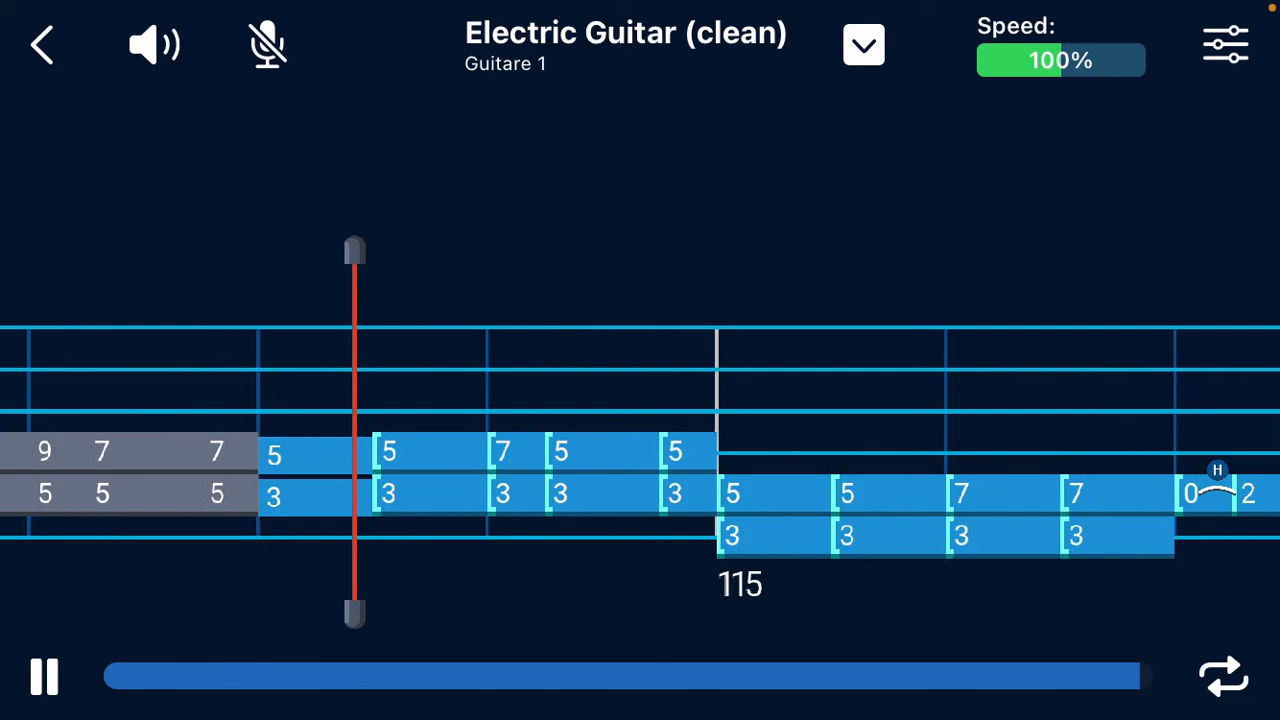 Electric Guitar (clean)
Guitare 1
Speed:
100%
9 7 7 5 5 7 5 5
5 5 5 3 3 3 3 3 5 5 7 7 0 H 2
3 3 3 3
115